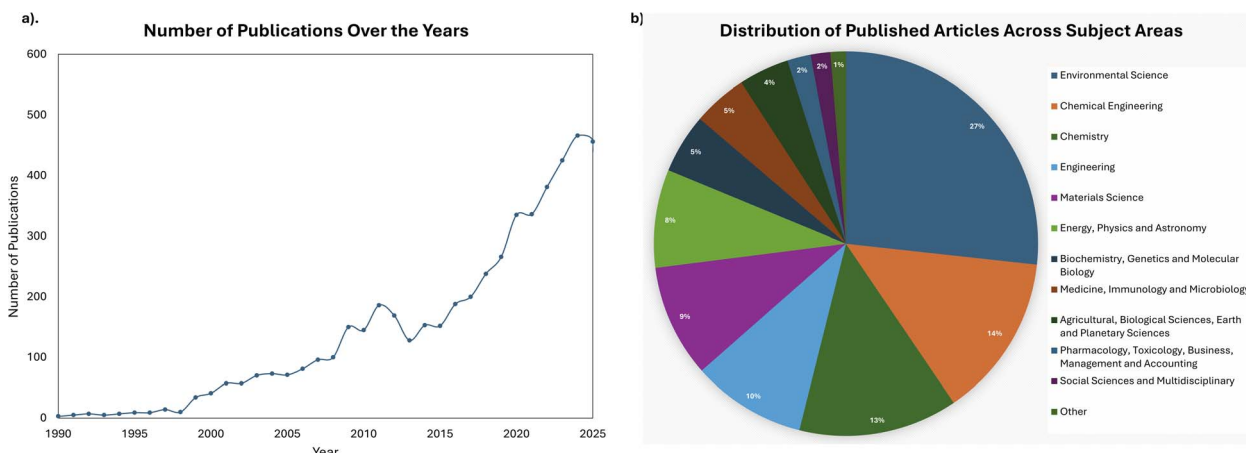 a).
Number of Publications Over the Years
600
500
400
300
200
100
0
Number of Publications
1990
1995
2000
2005
2010
2015
2020
2025
Year
b)
Distribution of Published Articles Across Subject Areas
27%
14%
13%
10%
9%
8%
5%
5%
4%
2%
2%
1%
Environmental Science
Chemical Engineering
Chemistry
Engineering
Materials Science
Energy, Physics and Astronomy
Biochemistry, Genetics and Molecular
Biology
Medicine, Immunology and Microbiology
Agricultural, Biological Sciences, Earth
and Planetary Sciences
Pharmacology, Toxicology, Business,
Management and Accounting
Social Sciences and Multidisciplinary
Other